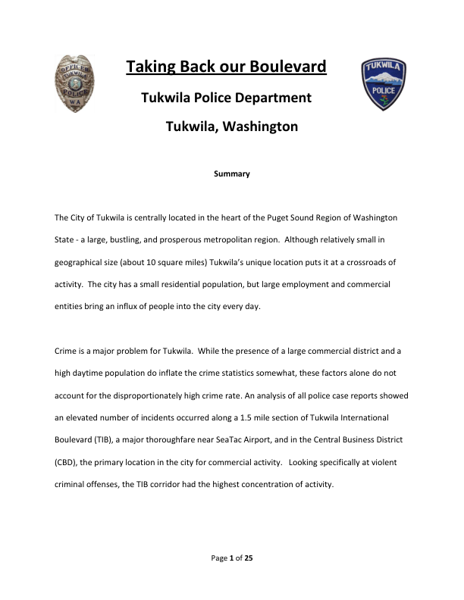 Taking Back our Boulevard
Tukwila Police Department
Tukwila, Washington
TUKWILA
POLICE
Summary
The City of Tukwila is centrally located in the heart of the Puget Sound Region of Washington
State - a large, bustling, and prosperous metropolitan region.  Although relatively small in
geographical size (about 10 square miles) Tukwila's unique location puts it at a crossroads of
activity.  The city has a small residential population, but large employment and commercial
entities bring an influx of people into the city every day.
Crime is a major problem for Tukwila.  While the presence of a large commercial district and a
high daytime population do inflate the crime statistics somewhat, these factors alone do not
account for the disproportionately high crime rate. An analysis of all police case reports showed
an elevated number of incidents occurred along a 1.5 mile section of Tukwila International
Boulevard (TIB), a major thoroughfare near SeaTac Airport, and in the Central Business District
(CBD), the primary location in the city for commercial activity.   Looking specifically at violent
criminal offenses, the TIB corridor had the highest concentration of activity.
Page 1 of 25